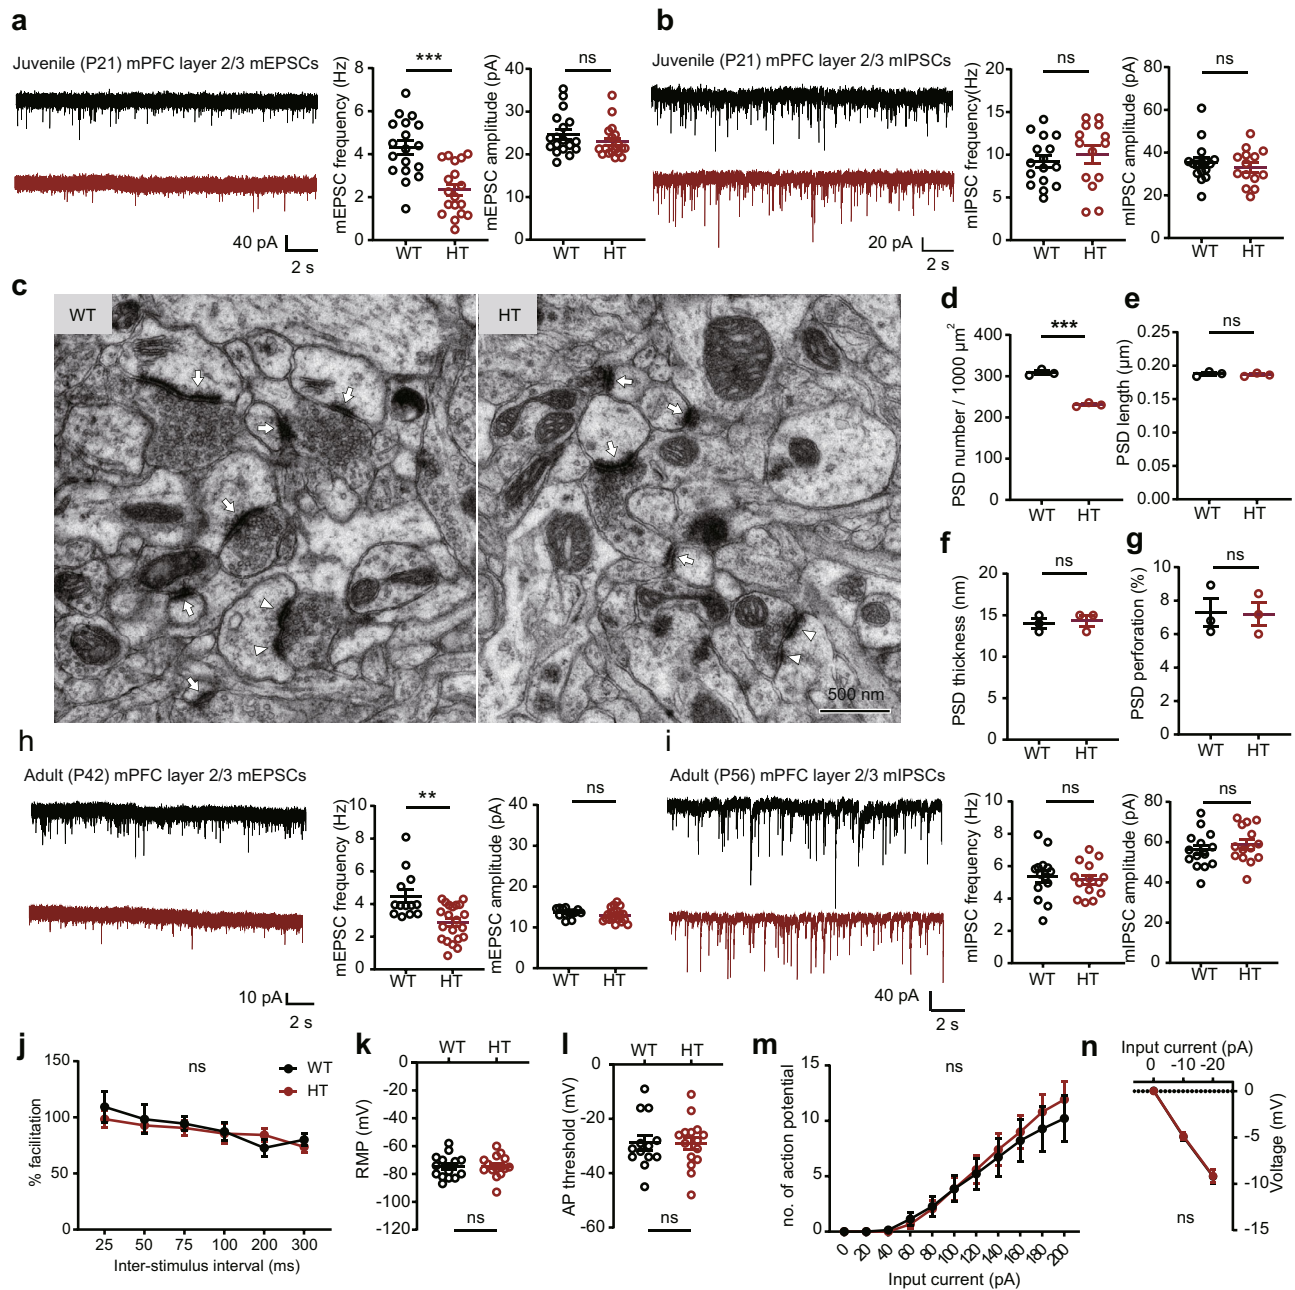 a
Juvenile (P21) mPFC layer 2/3 mEPSCs
40 pA
2 s
mEPSC frequency (Hz)
8
6
4
2
0
***
WT
HT
mEPSC amplitude (pA)
40
30
20
10
0
ns
WT
HT
b
Juvenile (P21) mPFC layer 2/3 mIPSCs
20 pA
2 s
mIPSC frequency(Hz)
20
15
10
5
0
ns
WT
HT
mIPSC amplitude (pA)
80
60
40
20
0
ns
WT
HT
c
WT
HT
500 nm
d
PSD number / 1000 µm²
400
300
200
100
0
***
WT
HT
e
PSD length (µm)
0.25
0.20
0.15
0.10
0.05
0.00
ns
WT
HT
f
PSD thickness (nm)
20
15
10
5
0
ns
WT
HT
g
PSD perforation (%)
10
8
6
4
2
0
ns
WT
HT
h
Adult (P42) mPFC layer 2/3 mEPSCs
10 pA
2 s
mEPSC frequency (Hz)
10
8
6
4
2
0
**
WT
HT
mEPSC amplitude (pA)
40
30
20
10
0
ns
WT
HT
i
Adult (P56) mPFC layer 2/3 mIPSCs
40 pA
2 s
mIPSC frequency (Hz)
10
8
6
4
2
0
ns
WT
HT
mIPSC amplitude (pA)
80
60
40
20
0
ns
WT
HT
j
% facilitation
150
100
50
0
ns
WT
HT
25 50 75 100 200 300
Inter-stimulus interval (ms)
k
WT
HT
RMP (mV)
0
-20
-40
-60
-80
-100
-120
ns
l
WT
HT
AP threshold (mV)
0
-20
-40
-60
ns
m
no. of action potential
15
10
5
0
ns
0 20 40 60 80 100 120 140 160 180 200
Input current (pA)
n
Input current (pA)
0 -10 -20
0
-5
-10
-15
Voltage (mV)
ns